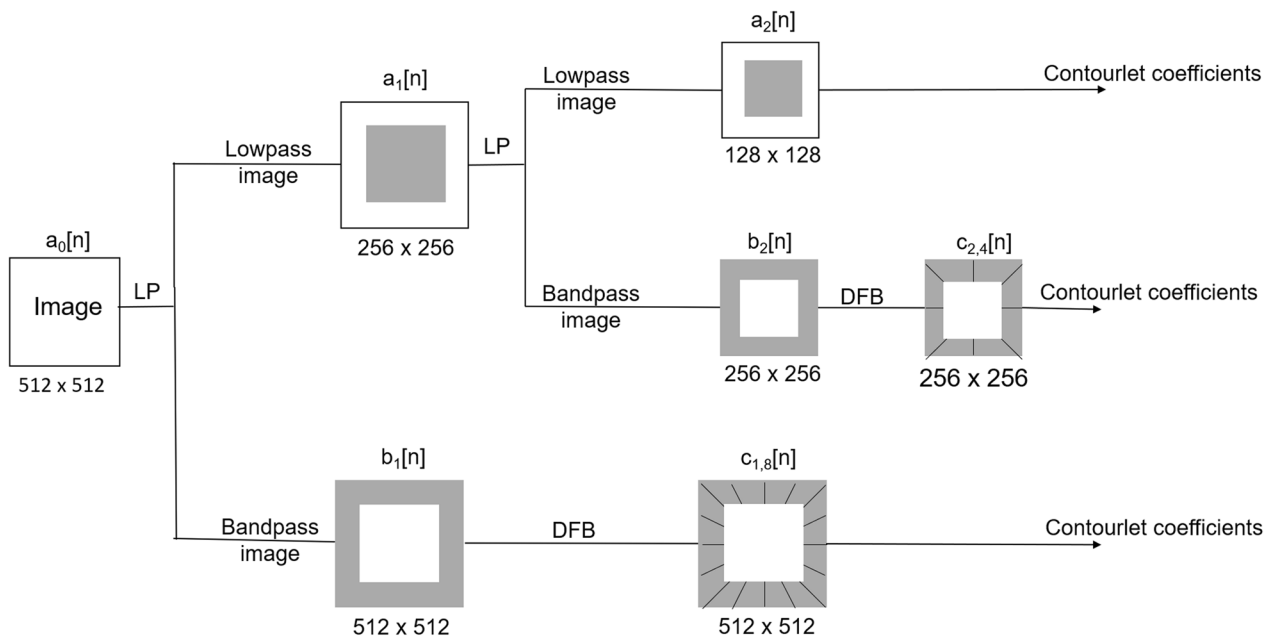 a₂[n]
Contourlet coefficients
Lowpass
image
128 x 128
a₁[n]
LP
Lowpass
image
256 x 256
a₀[n]
LP
Image
512 x 512
b₂[n]
c₂,₄[n]
Bandpass
image
DFB
Contourlet coefficients
256 x 256
256 x 256
b₁[n]
c₁,₈[n]
Bandpass
image
DFB
Contourlet coefficients
512 x 512
512 x 512